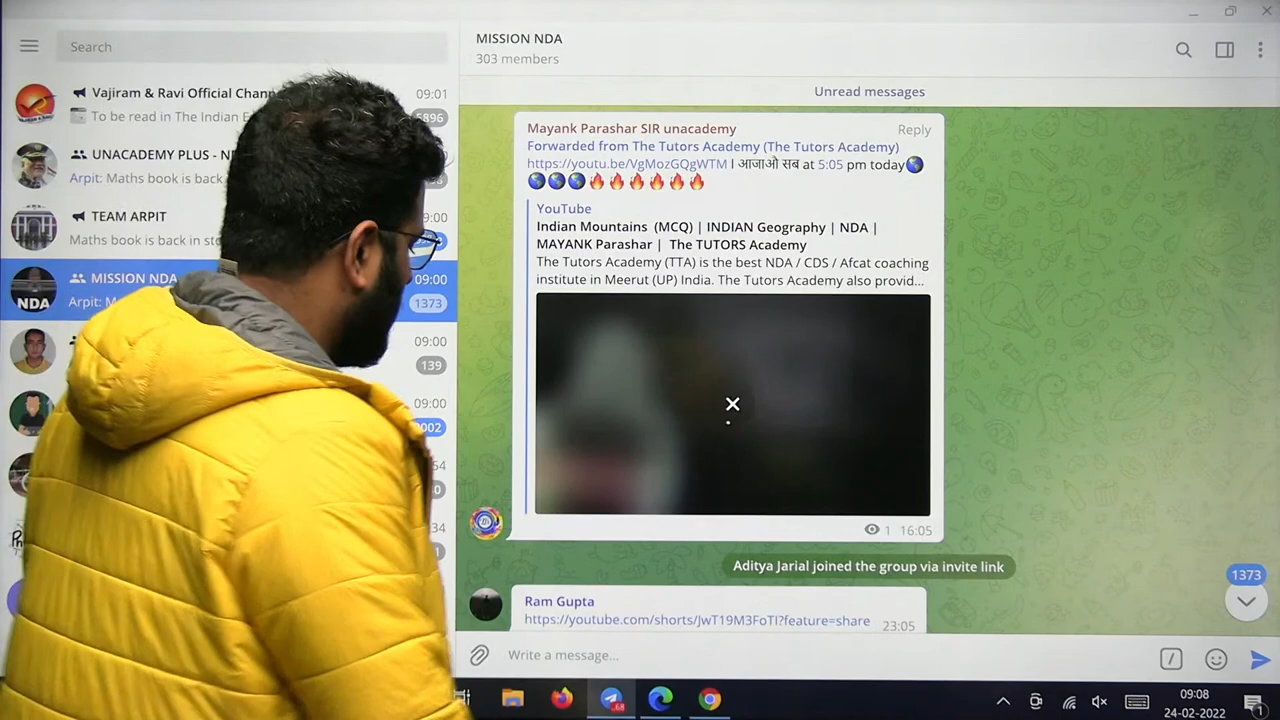 Search
Vajiram & Ravi Official Chann
09:01
To be read in The Indian E
5896
UNACADEMY PLUS - N
Arpit: Maths book is back
TEAM ARPIT
9:00
Maths book is back in sto
MISSION NDA
09:00
Arpit: M
1373
NDA
09:00
139
09:00
002
54
0
34
MISSION NDA
303 members
Unread messages
Mayank Parashar SIR unacademy
Reply
Forwarded from The Tutors Academy (The Tutors Academy)
https://youtu.be/VgMozGQgWTM I आजाओ सब at 5:05 pm today
YouTube
Indian Mountains (MCQ) | INDIAN Geography | NDA |
MAYANK Parashar | The TUTORS Academy
The Tutors Academy (TTA) is the best NDA / CDS / Afcat coaching
institute in Meerut (UP) India. The Tutors Academy also provid...
1 16:05
Aditya Jarial joined the group via invite link
Ram Gupta
https://youtube.com/shorts/JwT19M3FoTI?feature=share
23:05
1373
Write a message...
.68
09:08
24-02-2022
1